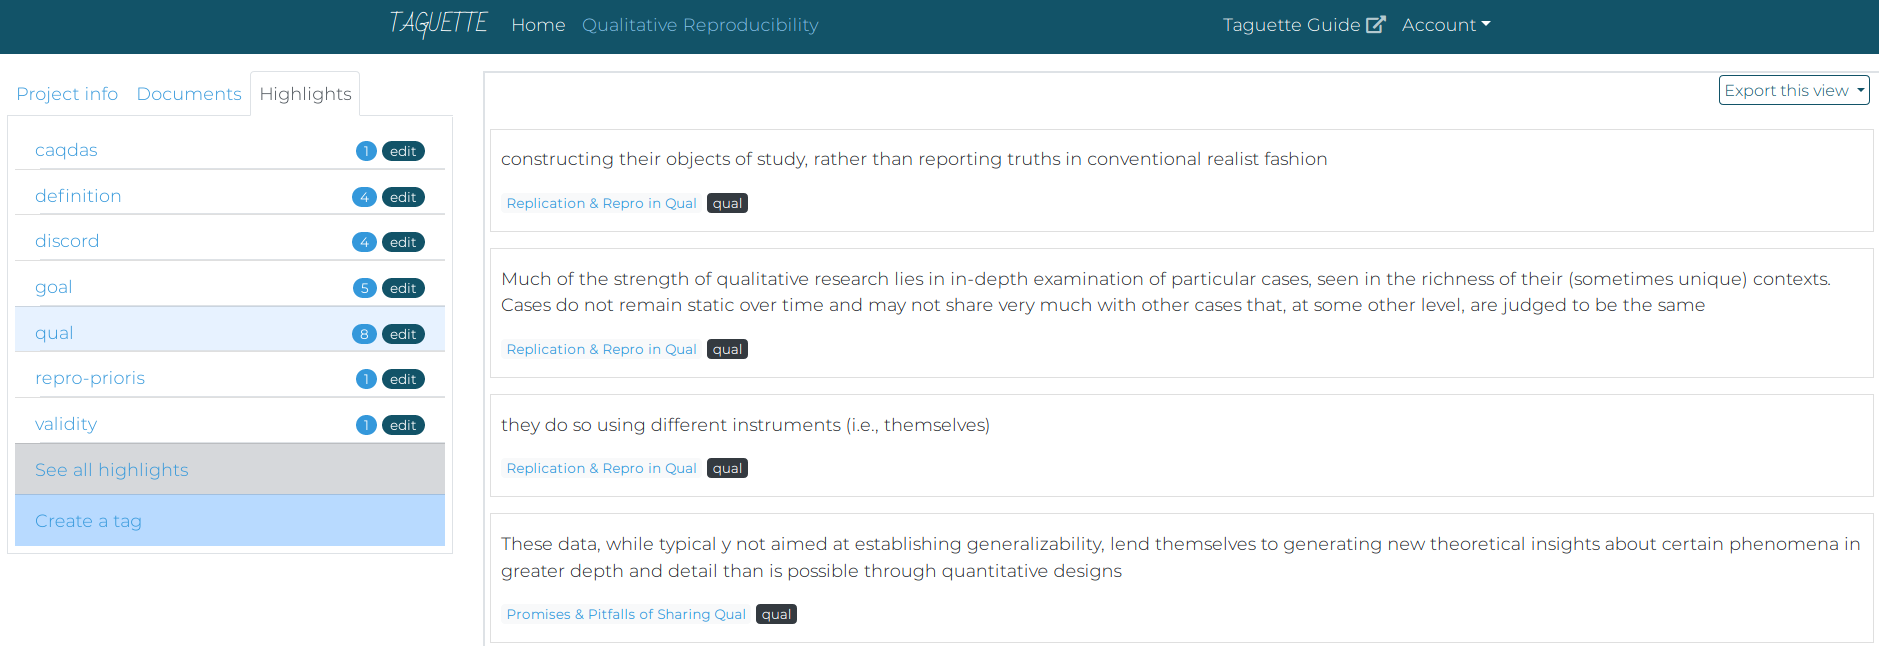 TAGUETTE Home Qualitative Reproducibility Taguette Guide Account
Project info Documents Highlights
caqdas 1 edit
definition 4 edit
discord 4 edit
goal 5 edit
qual 8 edit
repro-prioris 1 edit
validity 1 edit
See all highlights
Create a tag
Export this view
constructing their objects of study, rather than reporting truths in conventional realist fashion
Replication & Repro in Qual qual
Much of the strength of qualitative research lies in in-depth examination of particular cases, seen in the richness of their (sometimes unique) contexts.
Cases do not remain static over time and may not share very much with other cases that, at some other level, are judged to be the same
Replication & Repro in Qual qual
they do so using different instruments (i.e., themselves)
Replication & Repro in Qual qual
These data, while typical y not aimed at establishing generalizability, lend themselves to generating new theoretical insights about certain phenomena in
greater depth and detail than is possible through quantitative designs
Promises & Pitfalls of Sharing Qual qual